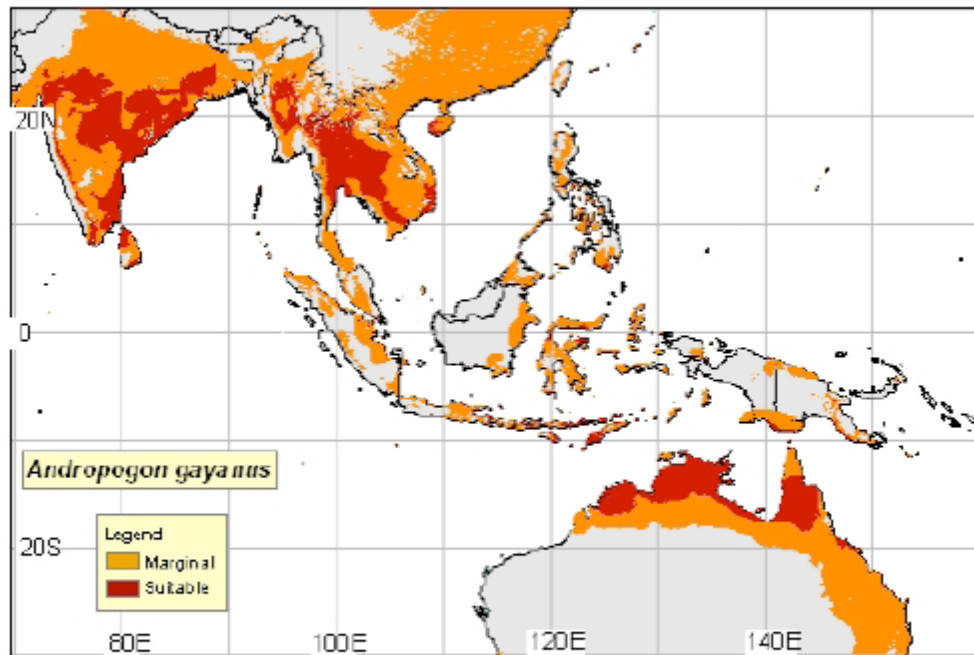 20N
0
Andropogon gayanus
Legend
Marginal
Suitable
20S
80E 100E 120E 140E